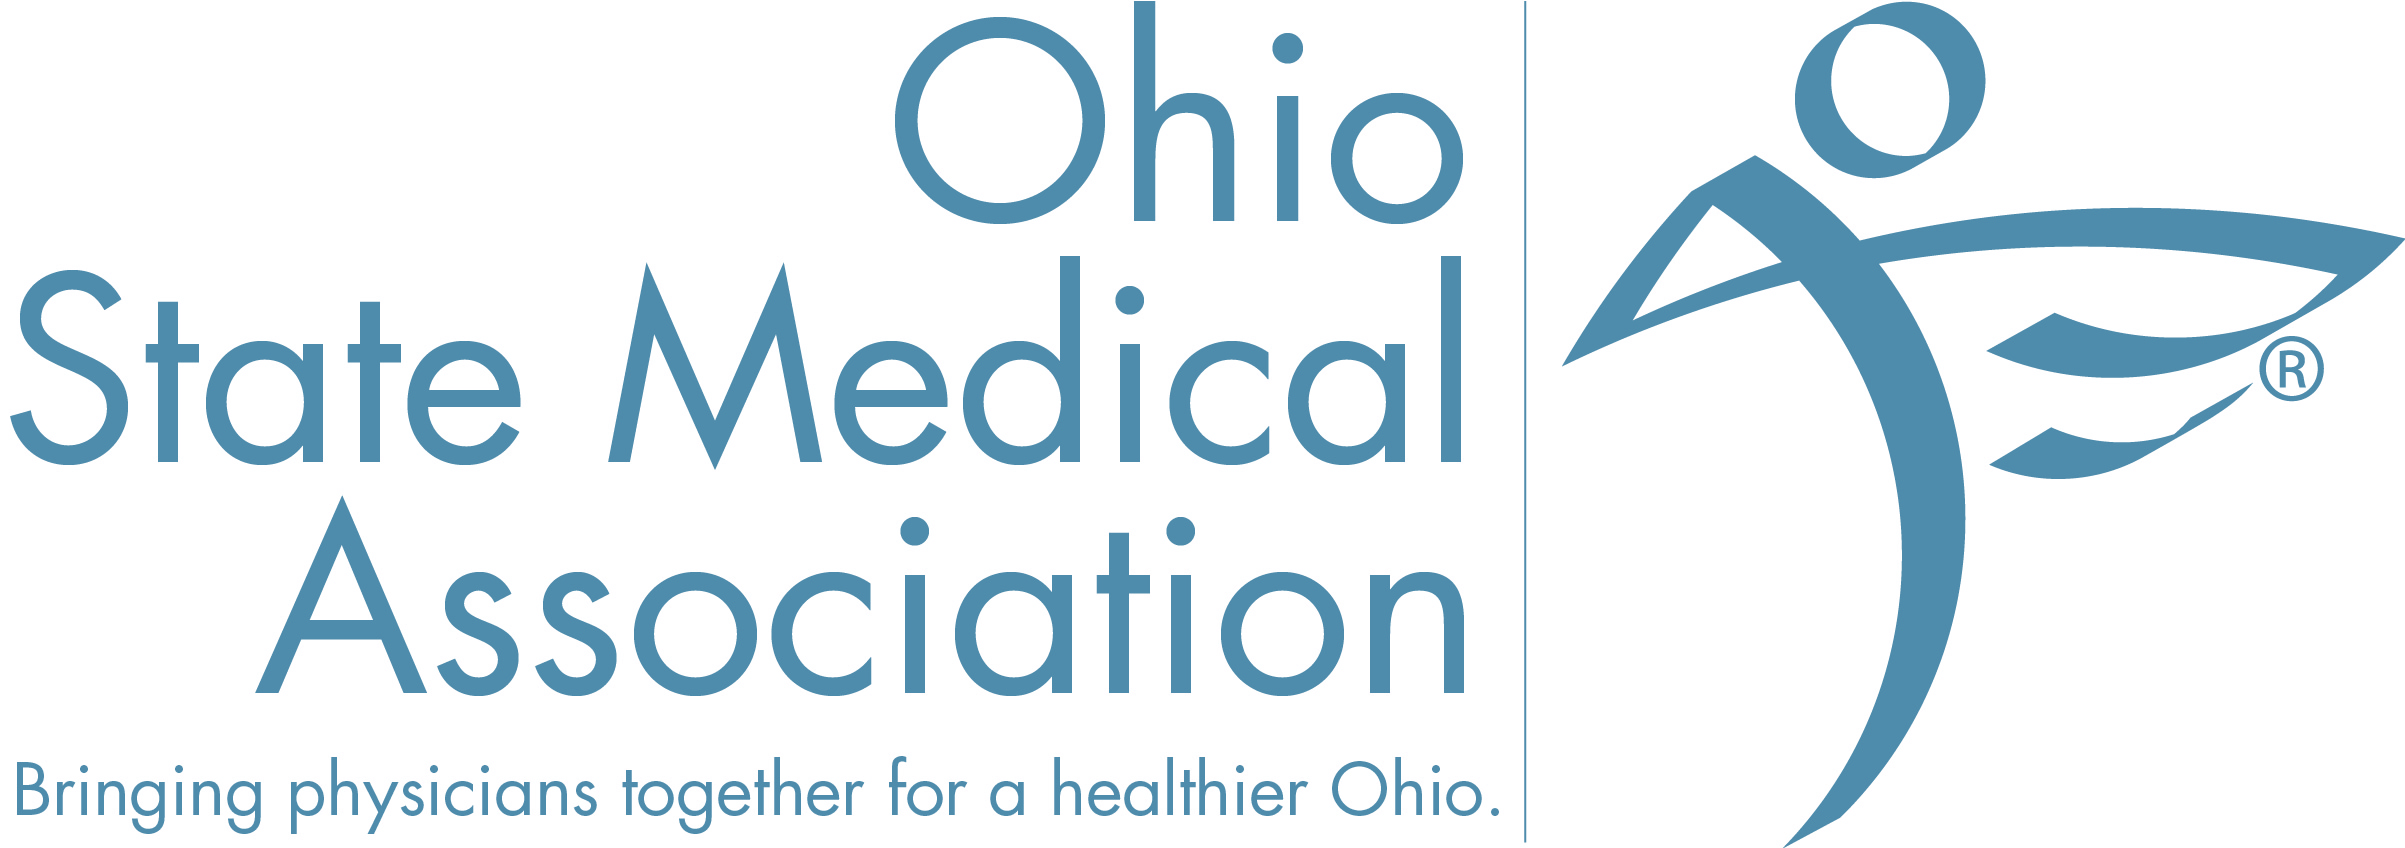 Ohio
State Medical
Association
Bringing physicians together for a healthier Ohio.
®